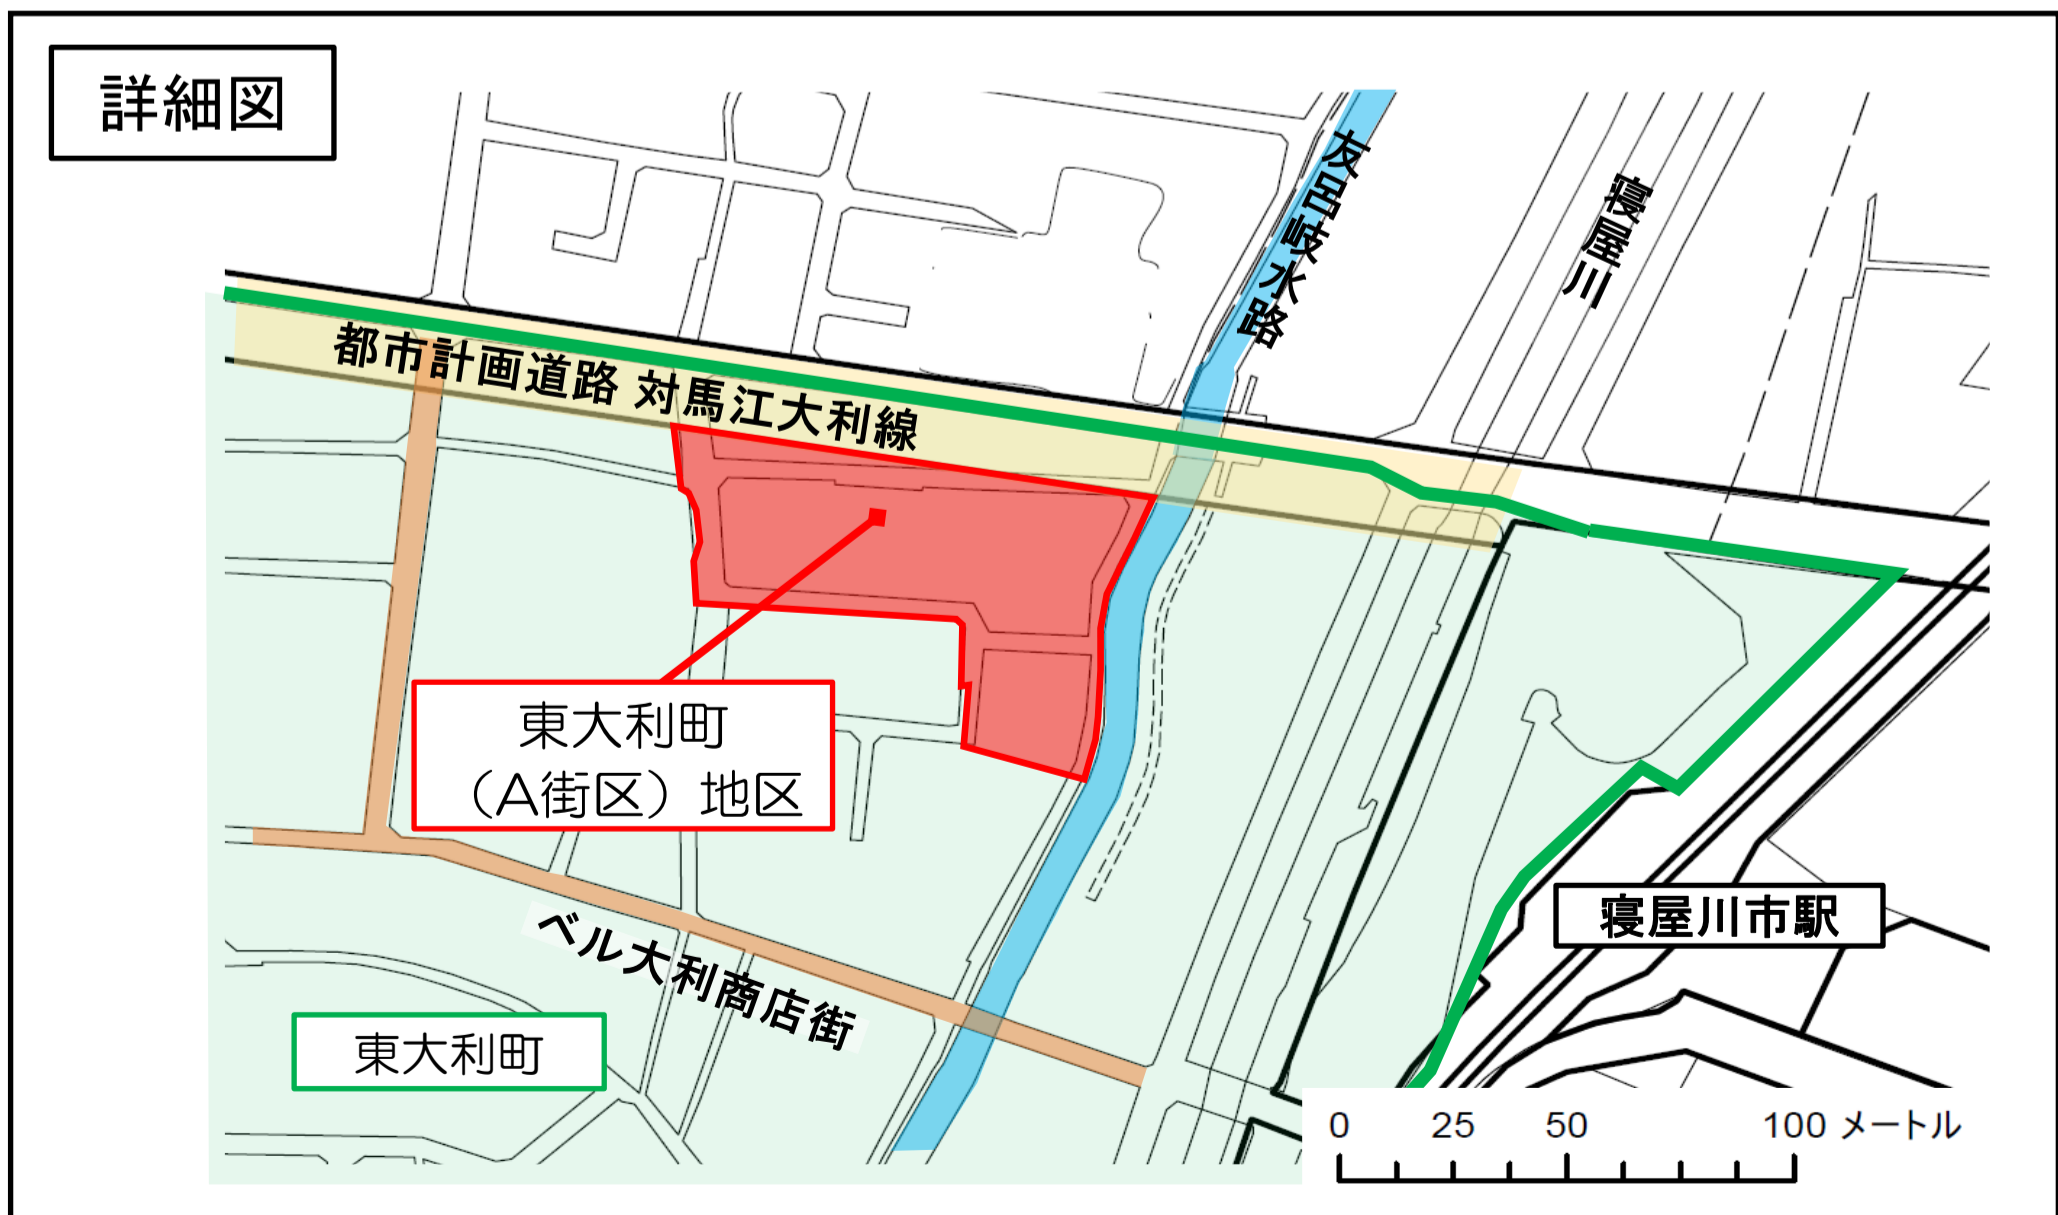 詳細図
友呂岐水路
寝屋川
都市計画道路 対馬江大利線
東大利町
（A街区）地区
寝屋川市駅
ベル大利商店街
東大利町
0 25 50 100 メートル